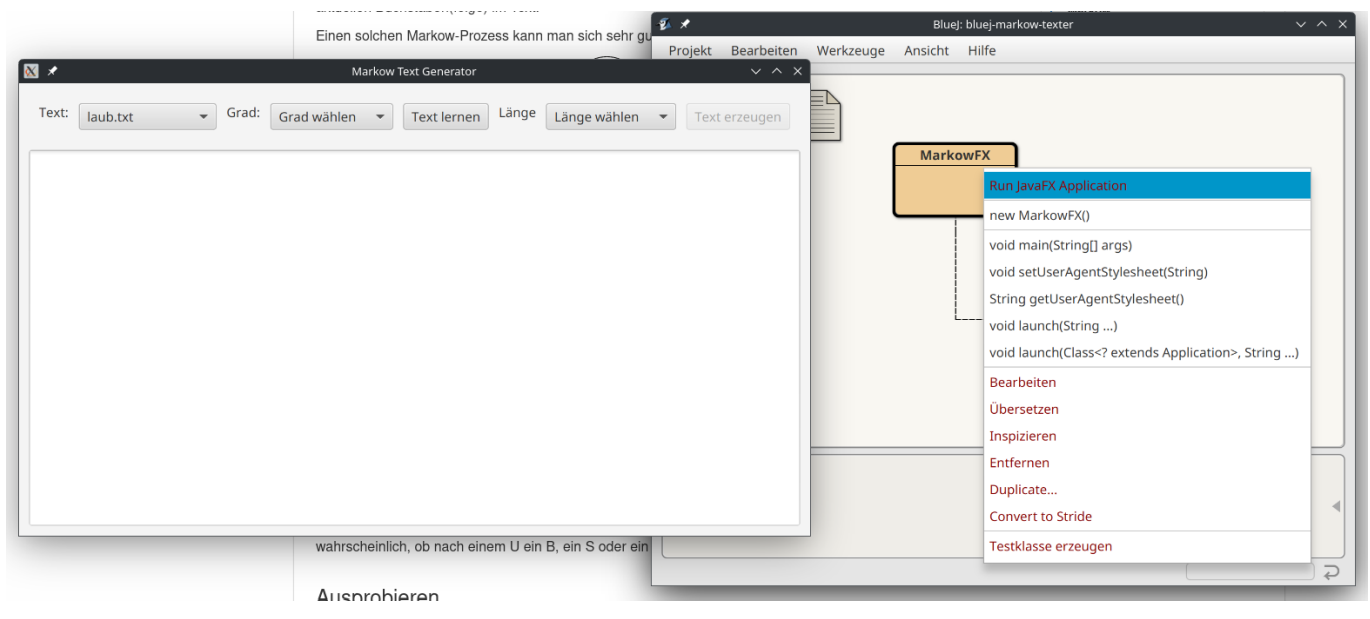 Einen solchen Markow-Prozess kann man sich sehr gu
BlueJ: bluej-markow-texter
Projekt Bearbeiten Werkzeuge Ansicht Hilfe
Markow Text Generator
Text: laub.txt Grad: Grad wählen Text lernen Länge Länge wählen Text erzeugen
MarkowFX
Run JavaFX Application
new MarkowFX()
void main(String[] args)
void setUserAgentStylesheet(String)
String getUserAgentStylesheet()
void launch(String ...)
void launch(Class<? extends Application>, String ...)
Bearbeiten
Übersetzen
Inspizieren
Entfernen
Duplicate...
Convert to Stride
Testklasse erzeugen
wahrscheinlich, ob nach einem U ein B, ein S oder ein
Ausprobieren